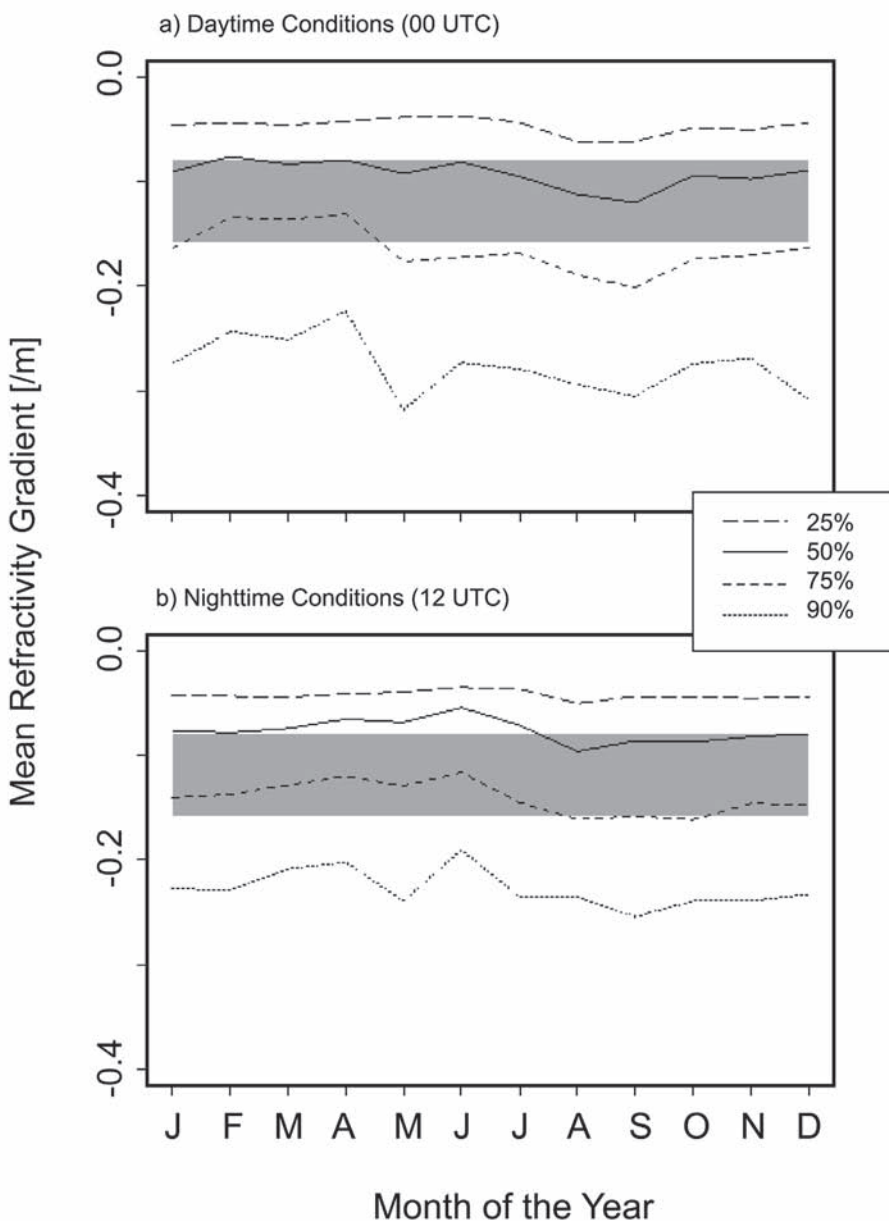 a) Daytime Conditions (00 UTC)
0.0
-0.2
-0.4
Mean Refractivity Gradient [/m]
25%
50%
75%
90%
b) Nighttime Conditions (12 UTC)
0.0
-0.2
-0.4
J F M A M J J A S O N D
Month of the Year